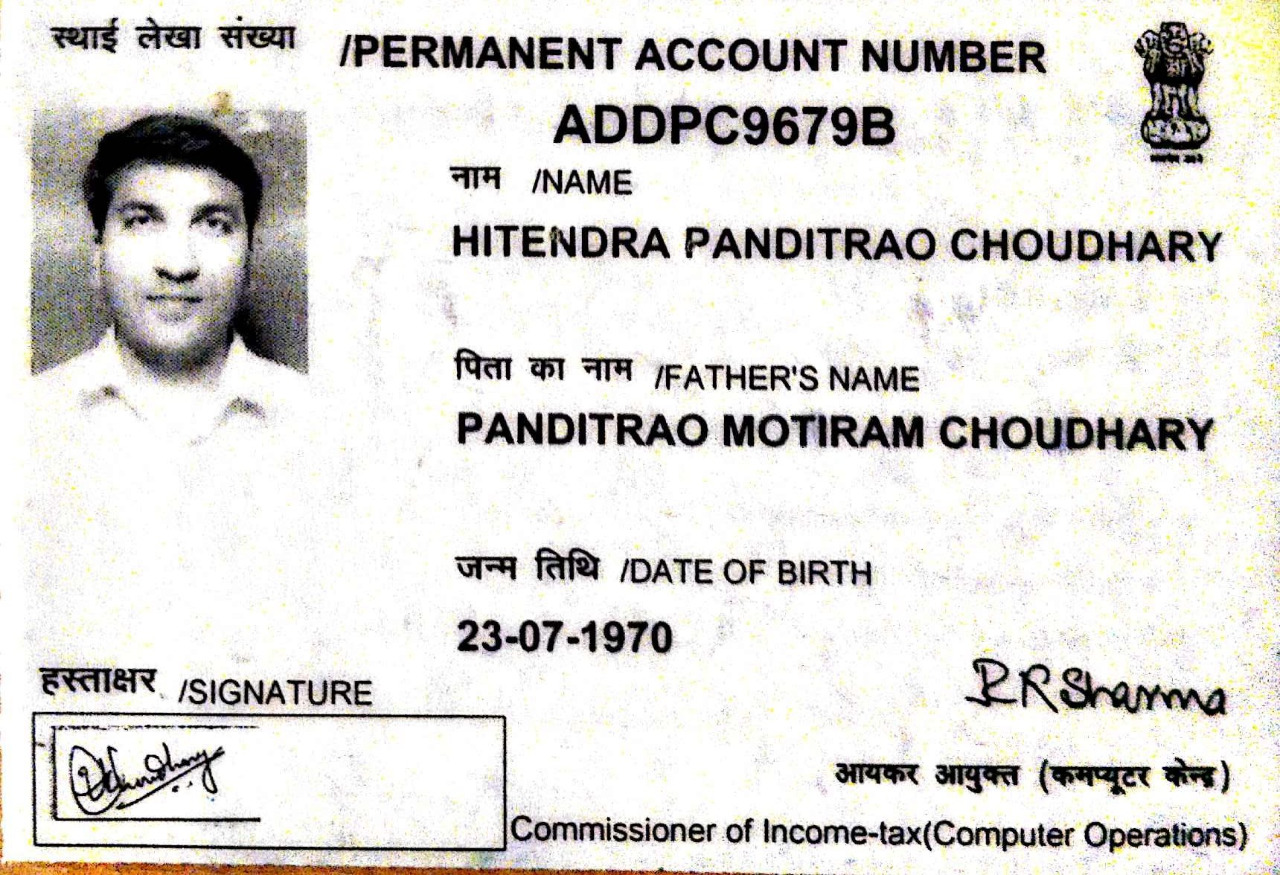 स्थाई लेखा संख्या /PERMANENT ACCOUNT NUMBER
ADDPC9679B
नाम /NAME
HITENDRA PANDITRAO CHOUDHARY
पिता का नाम /FATHER'S NAME
PANDITRAO MOTIRAM CHOUDHARY
जन्म तिथि /DATE OF BIRTH
23-07-1970
हस्ताक्षर /SIGNATURE
R R Sharma
आयकर आयुक्त (कमप्यूटर केन्द्र)
Commissioner of Income-tax(Computer Operations)